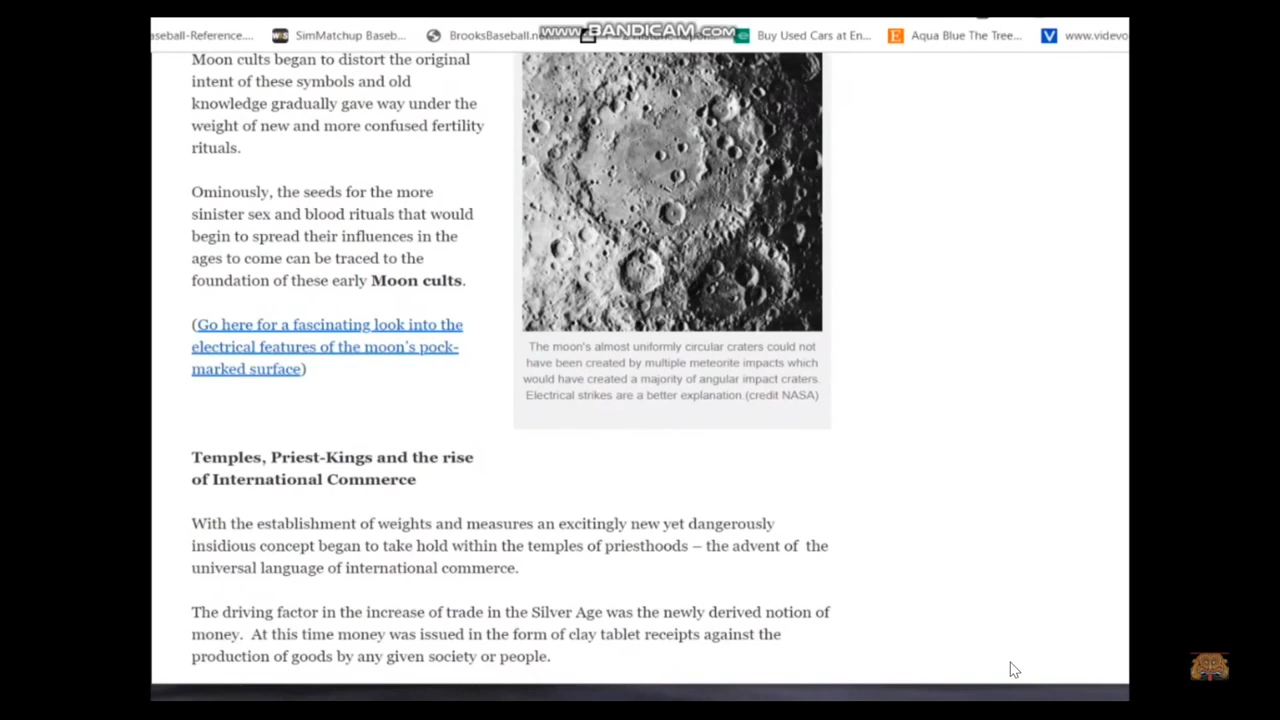 www.BANDICAM.com
aseball-Reference.... SimMatchup Baseb... BrooksBaseball.ne Buy Used Cars at En... Aqua Blue The Tree... www.videvo
Moon cults began to distort the original
intent of these symbols and old
knowledge gradually gave way under the
weight of new and more confused fertility
rituals.
Ominously, the seeds for the more
sinister sex and blood rituals that would
begin to spread their influences in the
ages to come can be traced to the
foundation of these early Moon cults.
(Go here for a fascinating look into the
electrical features of the moon's pock-
marked surface)
The moon's almost uniformly circular craters could not
have been created by multiple meteorite impacts which
would have created a majority of angular impact craters.
Electrical strikes are a better explanation.(credit NASA)
Temples, Priest-Kings and the rise
of International Commerce
With the establishment of weights and measures an excitingly new yet dangerously
insidious concept began to take hold within the temples of priesthoods – the advent of the
universal language of international commerce.
The driving factor in the increase of trade in the Silver Age was the newly derived notion of
money. At this time money was issued in the form of clay tablet receipts against the
production of goods by any given society or people.